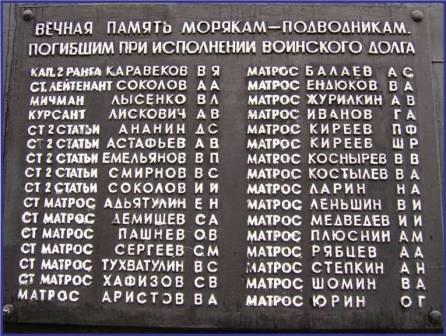 ВЕЧНАЯ ПАМЯТЬ МОРЯКАМ—ПОДВОДНИКАМ.
ПОГИБШИМ ПРИ ИСПОЛНЕНИИ ВОИНСКОГО ДОЛГА
КАП. 2 РАНГА КАРАВЕКОВ В Я
СТ. ЛЕЙТЕНАНТ СОКОЛОВ А А
МИЧМАН ЛЫСЕНКО В Л
КУРСАНТ ЛИСКОВИЧ А В
СТ 2 СТАТЬИ АНАНИН Д С
СТ 2 СТАТЬИ АСТАФЬЕВ А В
СТ 2 СТАТЬИ ЕМЕЛЬЯНОВ В П
СТ 2 СТАТЬИ СМИРНОВ В С
СТ 2 СТАТЬИ СОКОЛОВ И И
СТ МАТРОС АДЬЯТУЛИН Е Н
СТ МАТРОС ДЕМИЩЕВ С А
СТ МАТРОС ПАШНЕВ О В
СТ МАТРОС СЕРГЕЕВ С М
СТ МАТРОС ТУХВАТУЛИН В С
СТ МАТРОС ХАФИЗОВ С В
МАТРОС АРИСТОВ В А
МАТРОС БАЛАЕВ А С
МАТРОС ЕНДЮКОВ В А
МАТРОС ЖУРИЛКИН А В
МАТРОС ИВАНОВ Г А
МАТРОС КИРЕЕВ П Ф
МАТРОС КИРЕЕВ Ш Р
МАТРОС КОСНЫРЕВ В В
МАТРОС КОСТЫЛЕВ В А
МАТРОС ЛАРИН Н А
МАТРОС ЛЕНЬШИН В И
МАТРОС МЕДВЕДЕВ И И
МАТРОС ПЛЮСНИН А М
МАТРОС РЯБЦЕВ А А
МАТРОС СТЕПКИН А Н
МАТРОС ШОМИН В А
МАТРОС ЮРИН О Г